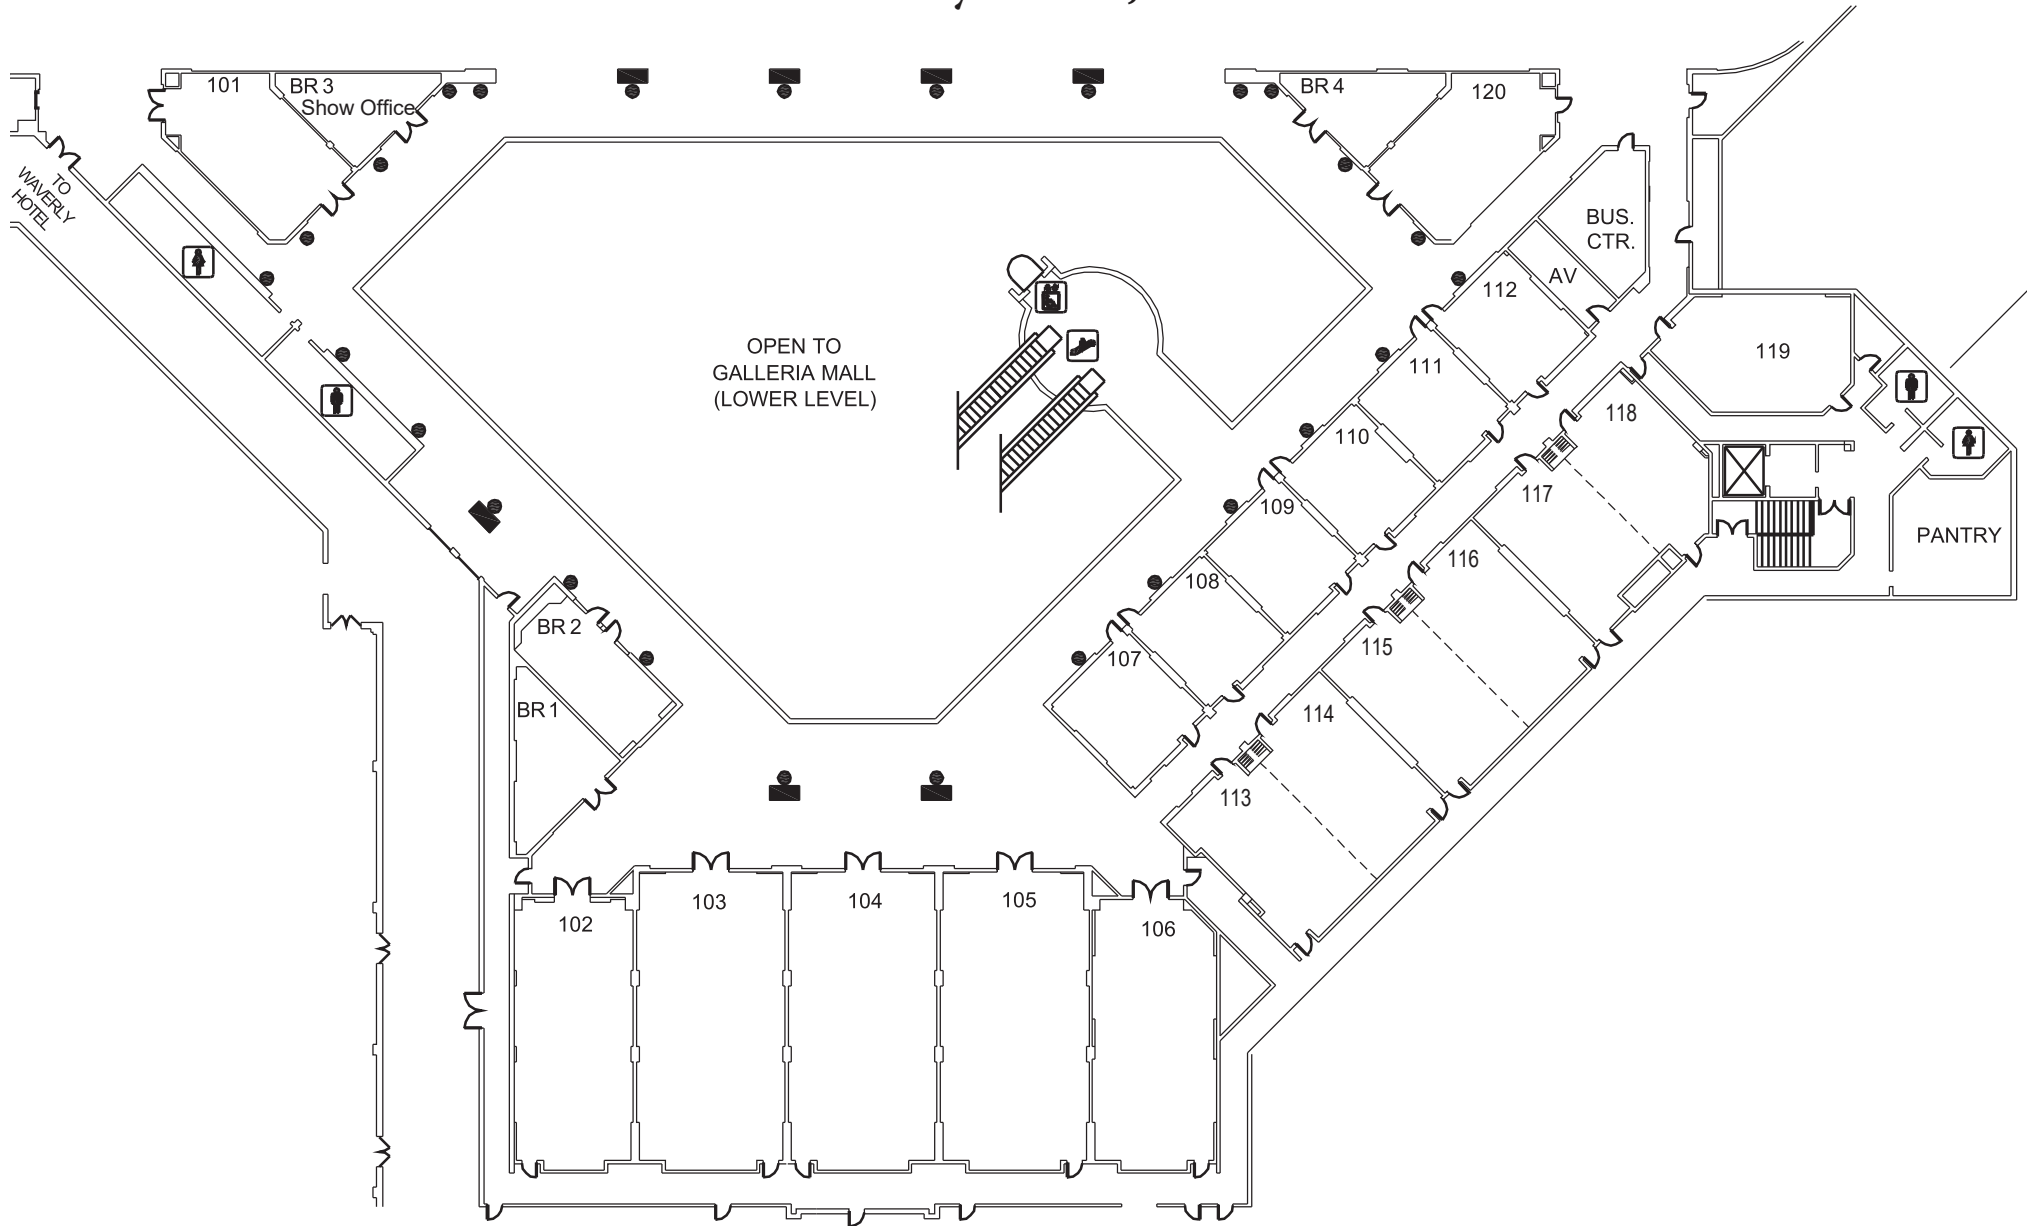 101
BR 3
Show Office
BR 4
120
TO
WAVERLY
HOTEL
BUS.
CTR.
AV
112
OPEN TO
GALLERIA MALL
(LOWER LEVEL)
111
119
118
110
117
109
PANTRY
116
108
BR 2
115
107
BR 1
114
113
102
103
104
105
106